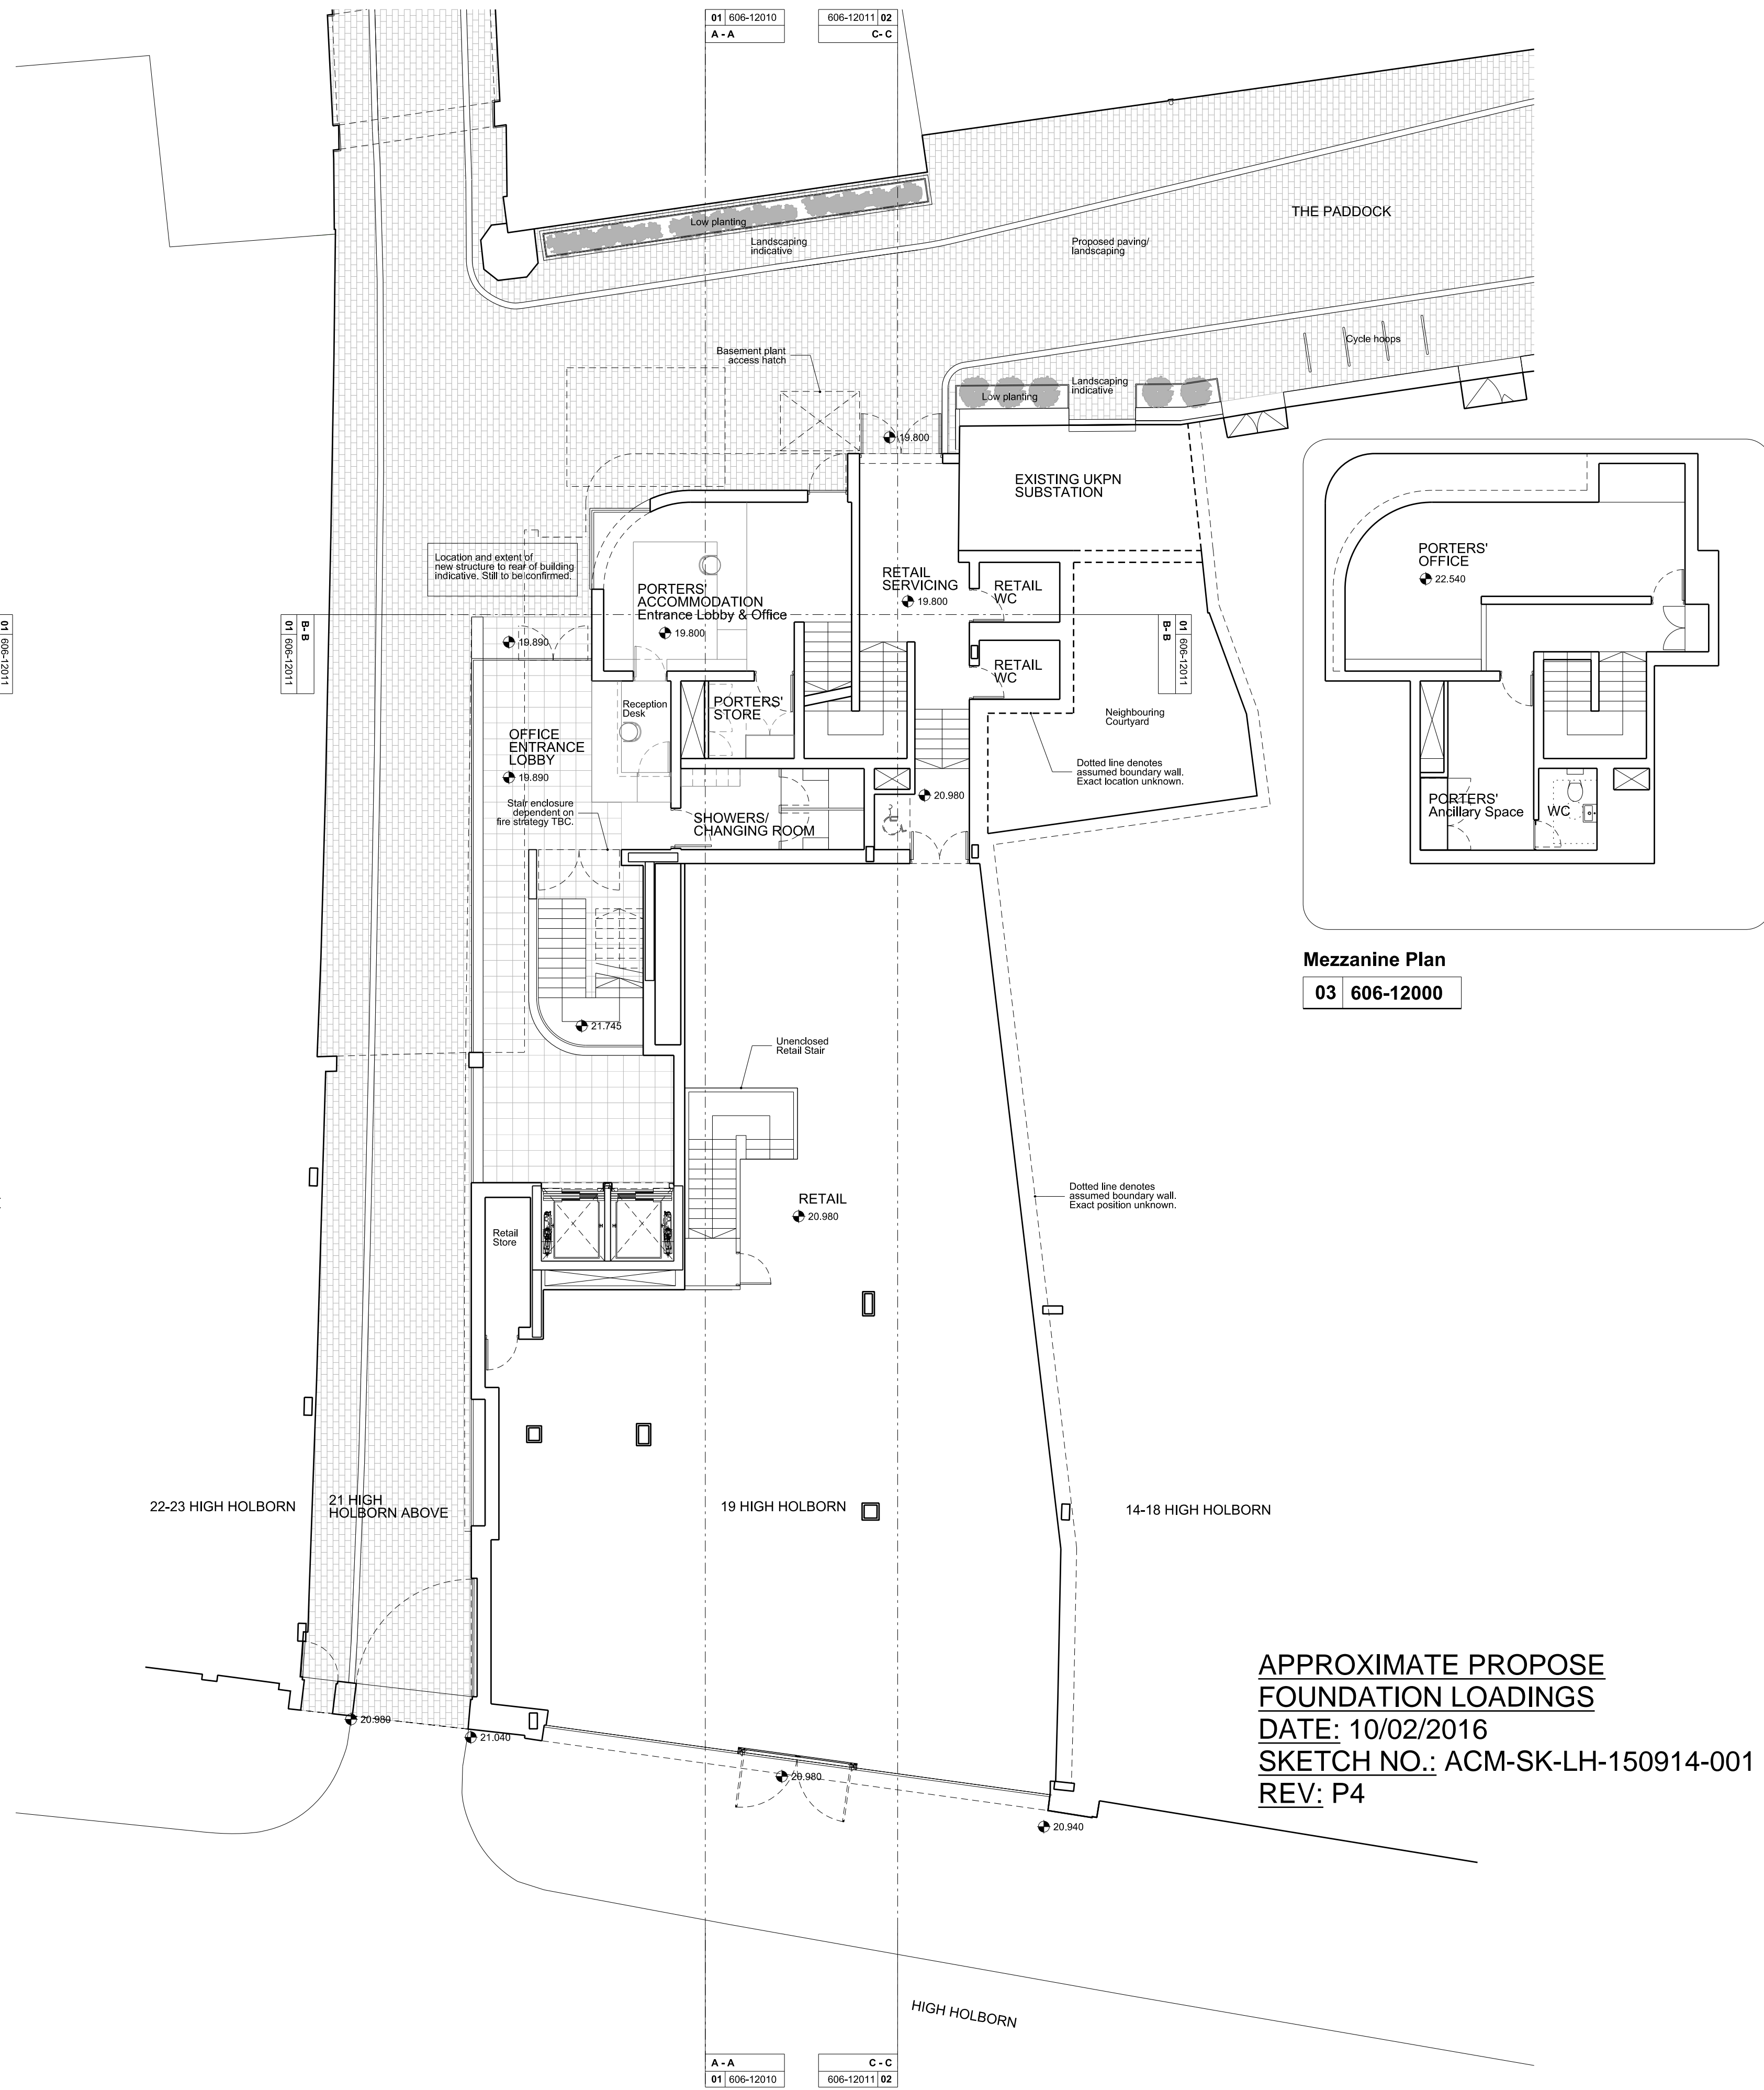 01 606-12010
A - A
606-12011 02
C- C
THE PADDOCK
Low planting
Landscaping
indicative
Proposed paving/
landscaping
Cycle hoops
Basement plant
access hatch
Landscaping
indicative
Low planting
19.800
EXISTING UKPN
SUBSTATION
Location and extent of
new structure to rear of building
indicative. Still to be confirmed.
PORTERS'
ACCOMMODATION
Entrance Lobby & Office
19.800
RETAIL
SERVICING
19.800
RETAIL
WC
RETAIL
WC
PORTERS'
OFFICE
22.540
01 606-12011
B- B
01 606-12011
B- B
01 606-12011
19.890
Reception
Desk
PORTERS'
STORE
Neighbouring
Courtyard
OFFICE
ENTRANCE
LOBBY
19.890
Dotted line denotes
assumed boundary wall.
Exact location unknown.
20.980
Stair enclosure
dependent on
fire strategy TBC.
SHOWERS/
CHANGING ROOM
PORTERS'
Ancillary Space
WC
Mezzanine Plan
03 606-12000
21.745
Unenclosed
Retail Stair
RETAIL
20.980
Dotted line denotes
assumed boundary wall.
Exact position unknown.
Retail
Store
22-23 HIGH HOLBORN
21 HIGH
HOLBORN ABOVE
19 HIGH HOLBORN
14-18 HIGH HOLBORN
20.980
21.040
20.980
20.940
APPROXIMATE PROPOSE
FOUNDATION LOADINGS
DATE: 10/02/2016
SKETCH NO.: ACM-SK-LH-150914-001
REV: P4
HIGH HOLBORN
A - A
01 606-12010
C - C
606-12011 02